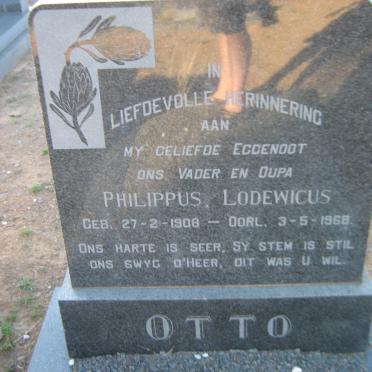 IN
LIEFDEVOLLE HERINNERING
AAN
MY GELIEFDE EGGENOOT
ONS VADER EN OUPA
PHILIPPUS, LODEWICUS
GEB. 27-2-1908 — OORL. 3-5-1968
ONS HARTE IS SEER, SY STEM IS STIL
ONS SWYG O'HEER, DIT WAS U WIL.
OTTO